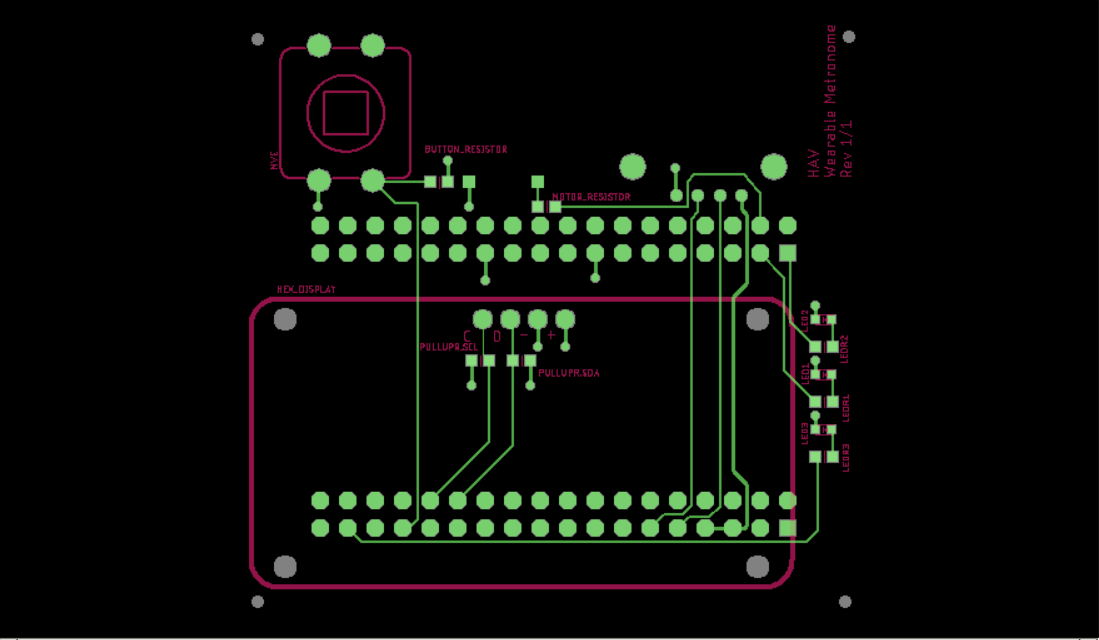 HAV
Wearable Metronome
Rev 1/1
BUTTON_RESISTOR
MOTOR_RESISTOR
HEX_DISPLAY
C D - +
PULLUPR.SCL
PULLUPR.SDA
LED2
LEDR2
LED1
LEDR1
LED3
LEDR3